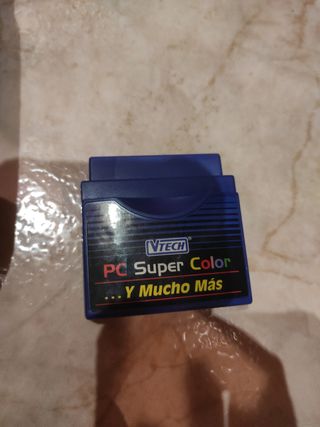 VTECH®
PC Super Color
...Y Mucho Más